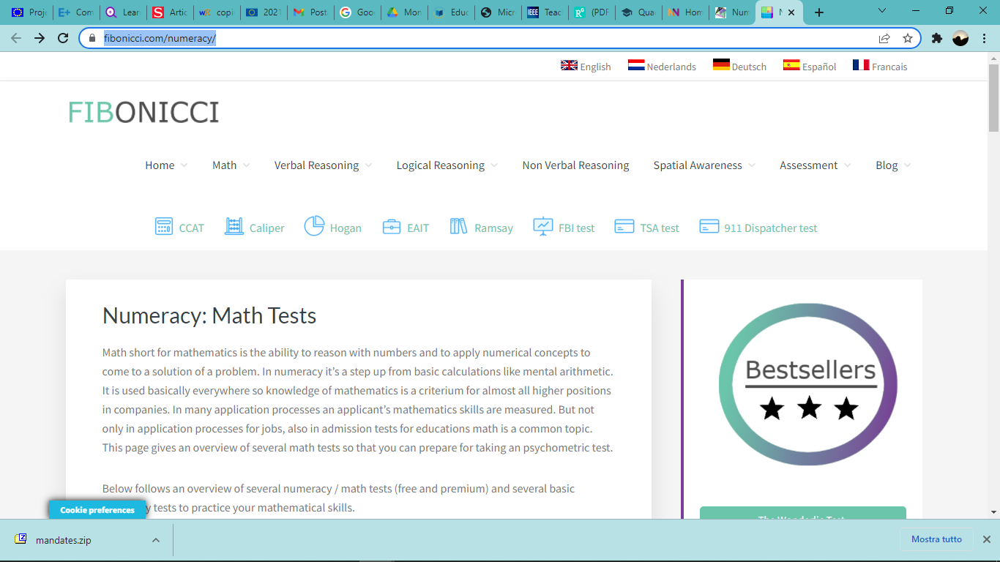 Proje Com Lear Artic copi 2021 Post Goo Mon Educ Micr Teac (PDF Qua Hom Num N
fibonicci.com/numeracy/
English Nederlands Deutsch Español Francais
FIBONICCI
Home Math Verbal Reasoning Logical Reasoning Non Verbal Reasoning Spatial Awareness Assessment Blog
CCAT Caliper Hogan EAIT Ramsay FBI test TSA test 911 Dispatcher test
Numeracy: Math Tests
Math short for mathematics is the ability to reason with numbers and to apply numerical concepts to
come to a solution of a problem. In numeracy it’s a step up from basic calculations like mental arithmetic.
It is used basically everywhere so knowledge of mathematics is a criterium for almost all higher positions
in companies. In many application processes an applicant’s mathematics skills are measured. But not
only in application processes for jobs, also in admission tests for educations math is a common topic.
This page gives an overview of several math tests so that you can prepare for taking an psychometric test.
Below follows an overview of several numeracy / math tests (free and premium) and several basic
y tests to practice your mathematical skills.
Bestsellers
Cookie preferences
mandates.zip
Mostra tutto